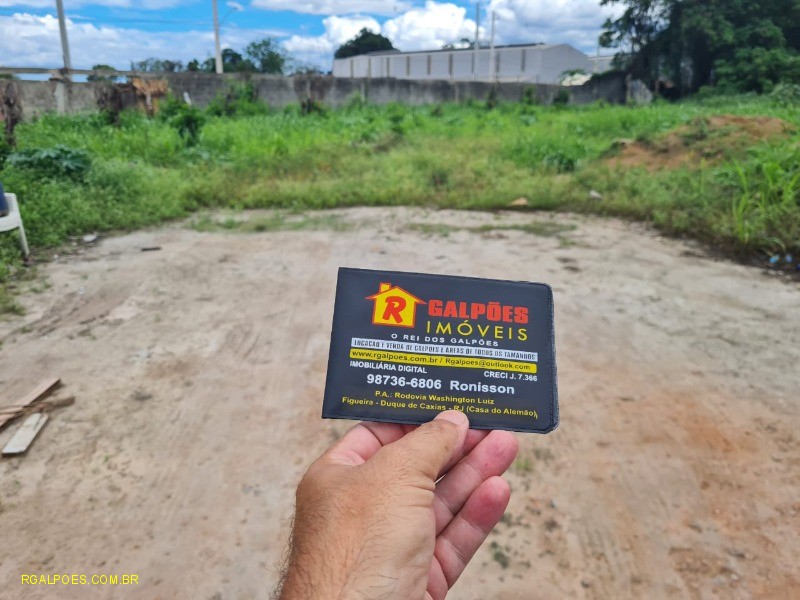 R GALPÕES
IMÓVEIS
O REI DOS GALPÕES
LOCAÇÃO E VENDA DE GALPÕES E ÁREAS DE TODOS OS TAMANHOS
www.rgalpoes.com.br / Rgalpoes@outlook.com
IMOBILIÁRIA DIGITAL CRECI J. 7.366
98736-6806 Ronisson
P.A.: Rodovia Washington Luiz
Figueira - Duque de Caxias - RJ (Casa do Alemão)
RGALPOES.COM.BR